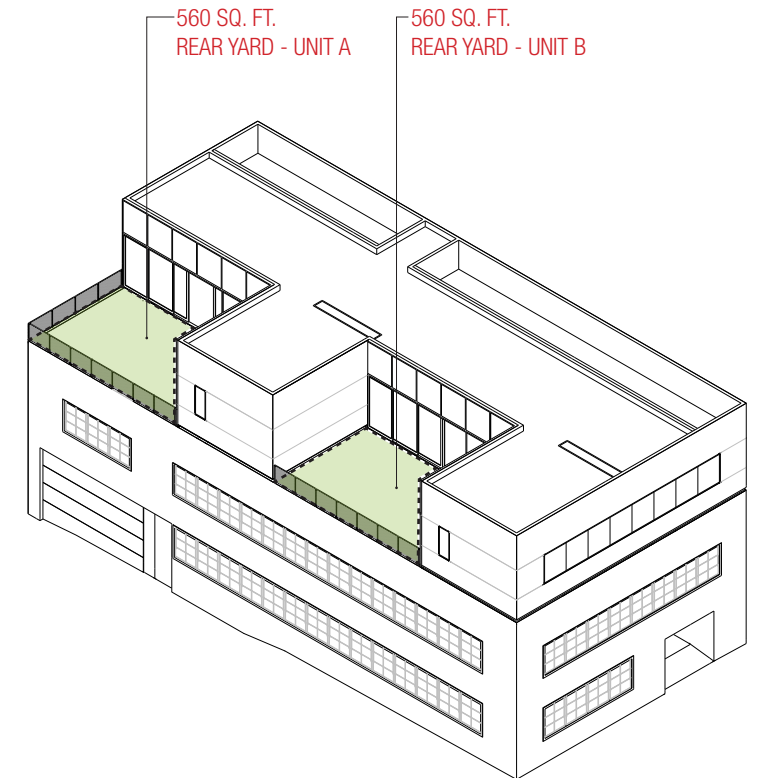 560 SQ. FT.
REAR YARD - UNIT A
560 SQ. FT.
REAR YARD - UNIT B